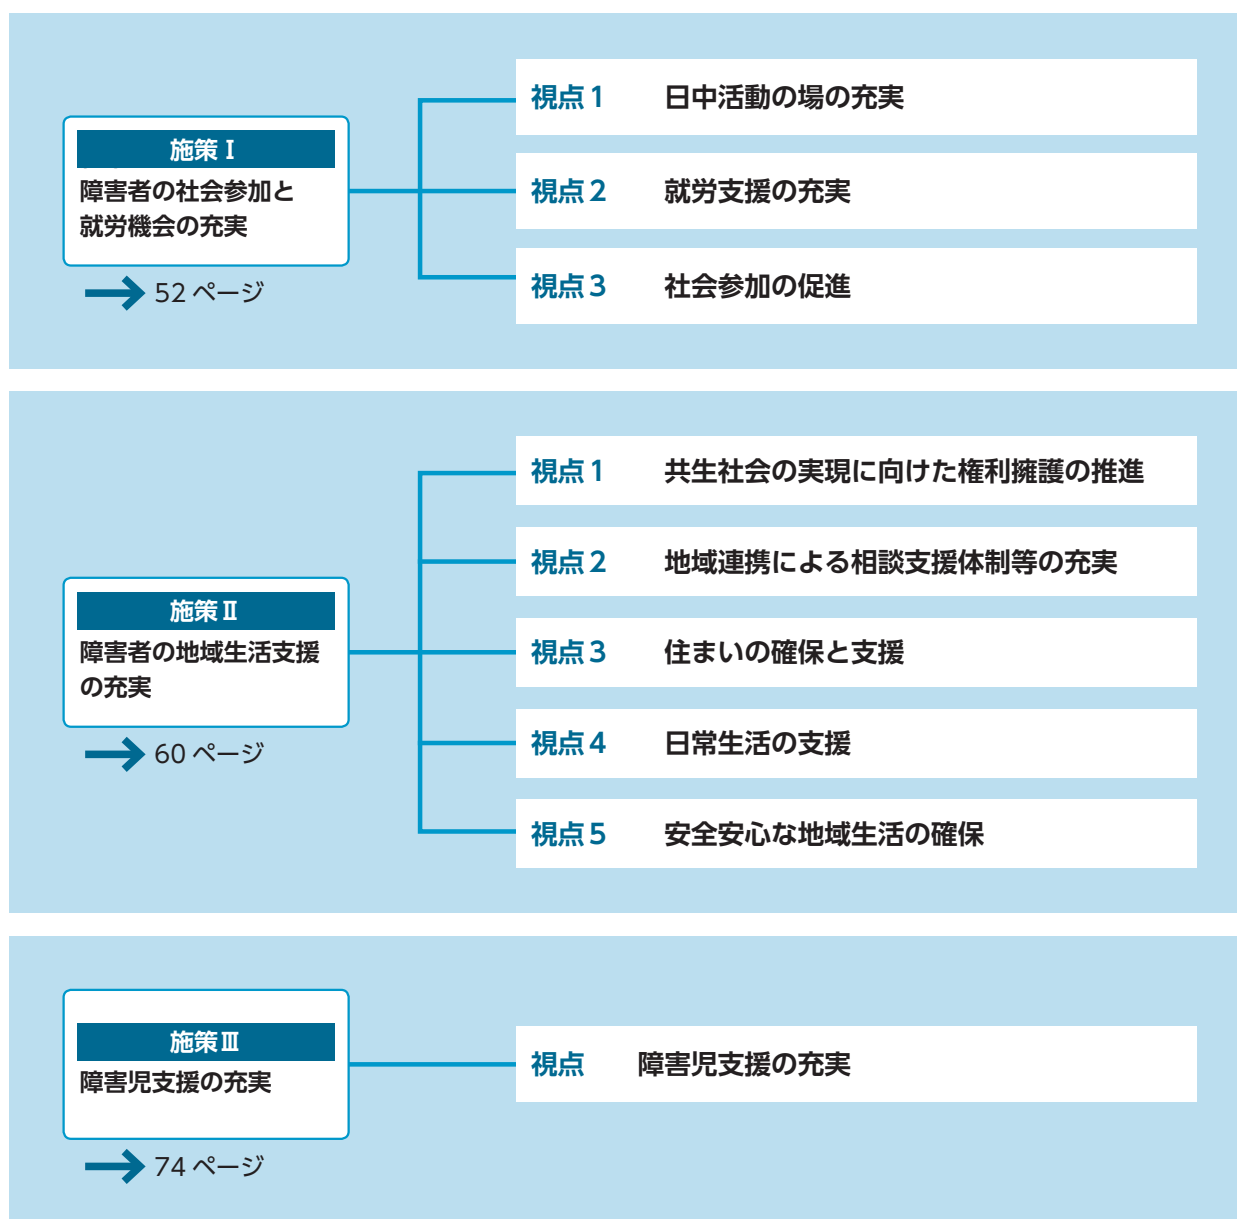 施策Ⅰ
障害者の社会参加と
就労機会の充実
52 ページ
視点1 日中活動の場の充実
視点2 就労支援の充実
視点3 社会参加の促進
施策Ⅱ
障害者の地域生活支援
の充実
60 ページ
視点1 共生社会の実現に向けた権利擁護の推進
視点2 地域連携による相談支援体制等の充実
視点3 住まいの確保と支援
視点4 日常生活の支援
視点5 安全安心な地域生活の確保
施策Ⅲ
障害児支援の充実
74 ページ
視点 障害児支援の充実